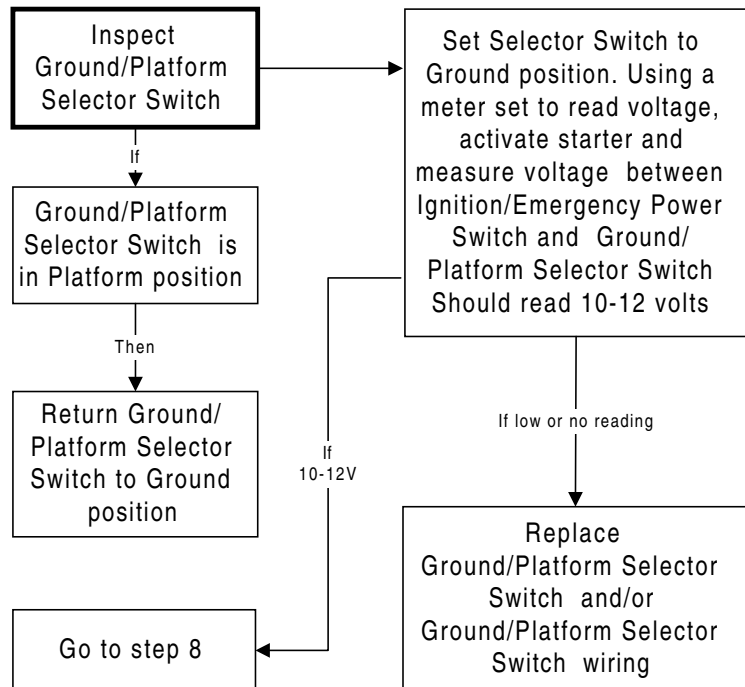 Inspect
Ground/Platform
Selector Switch
If
Ground/Platform
Selector Switch is
in Platform position
Then
Return Ground/
Platform Selector
Switch to Ground
position
Set Selector Switch to
Ground position. Using a
meter set to read voltage,
activate starter and
measure voltage between
Ignition/Emergency Power
Switch and Ground/
Platform Selector Switch
Should read 10-12 volts
If
10-12V
Go to step 8
If low or no reading
Replace
Ground/Platform Selector
Switch and/or
Ground/Platform Selector
Switch wiring